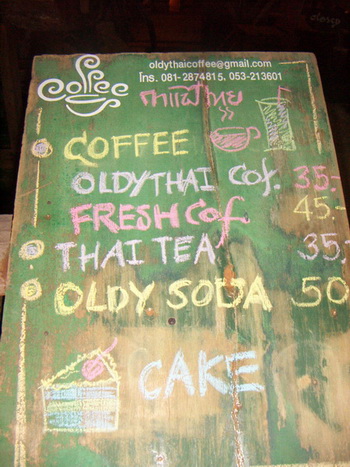 Coffee
oldythaicoffee@gmail.com
โทร. 081-2874815, 053-213601
กาแฟไทย
COFFEE
OLDYTHAI Cof. 35.-
FRESH Cof. 45.-
THAI TEA 35.
OLDY SODA 50
CAKE